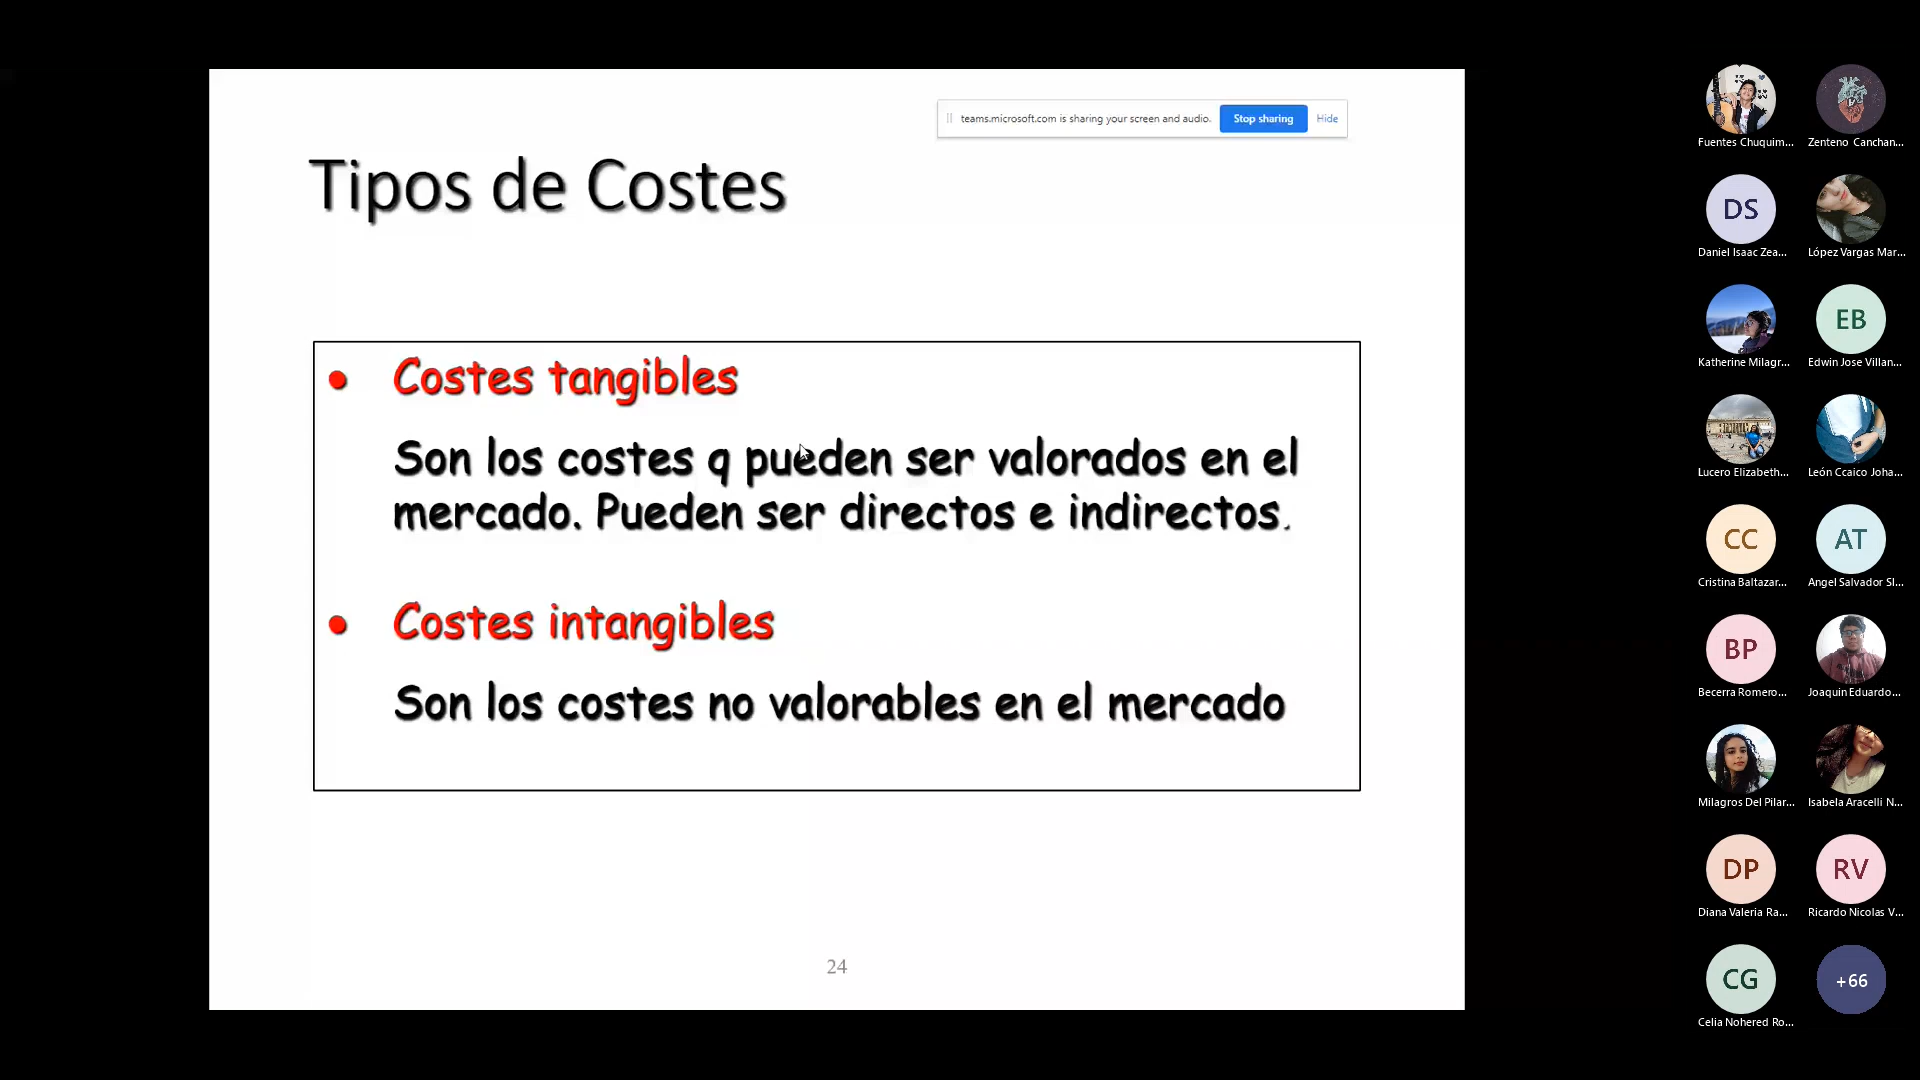 teams.microsoft.com is sharing your screen and audio.
Stop sharing
Hide
Tipos de Costes
• Costes tangibles
Son los costes q pueden ser valorados en el
mercado. Pueden ser directos e indirectos.
• Costes intangibles
Son los costes no valorables en el mercado
24
Fuentes Chuquim...
Zenteno Canchan...
DS
Daniel Isaac Zea...
López Vargas Mar...
Katherine Milagr...
EB
Edwin Jose Villan...
Lucero Elizabeth...
León Ccaico Joha...
CC
Cristina Baltazar...
AT
Angel Salvador Sl...
BP
Becerra Romero...
Joaquin Eduardo...
Milagros Del Pilar...
Isabela Aracelli N...
DP
Diana Valeria Ra...
RV
Ricardo Nicolas V...
CG
Celia Nohered Ro...
+66